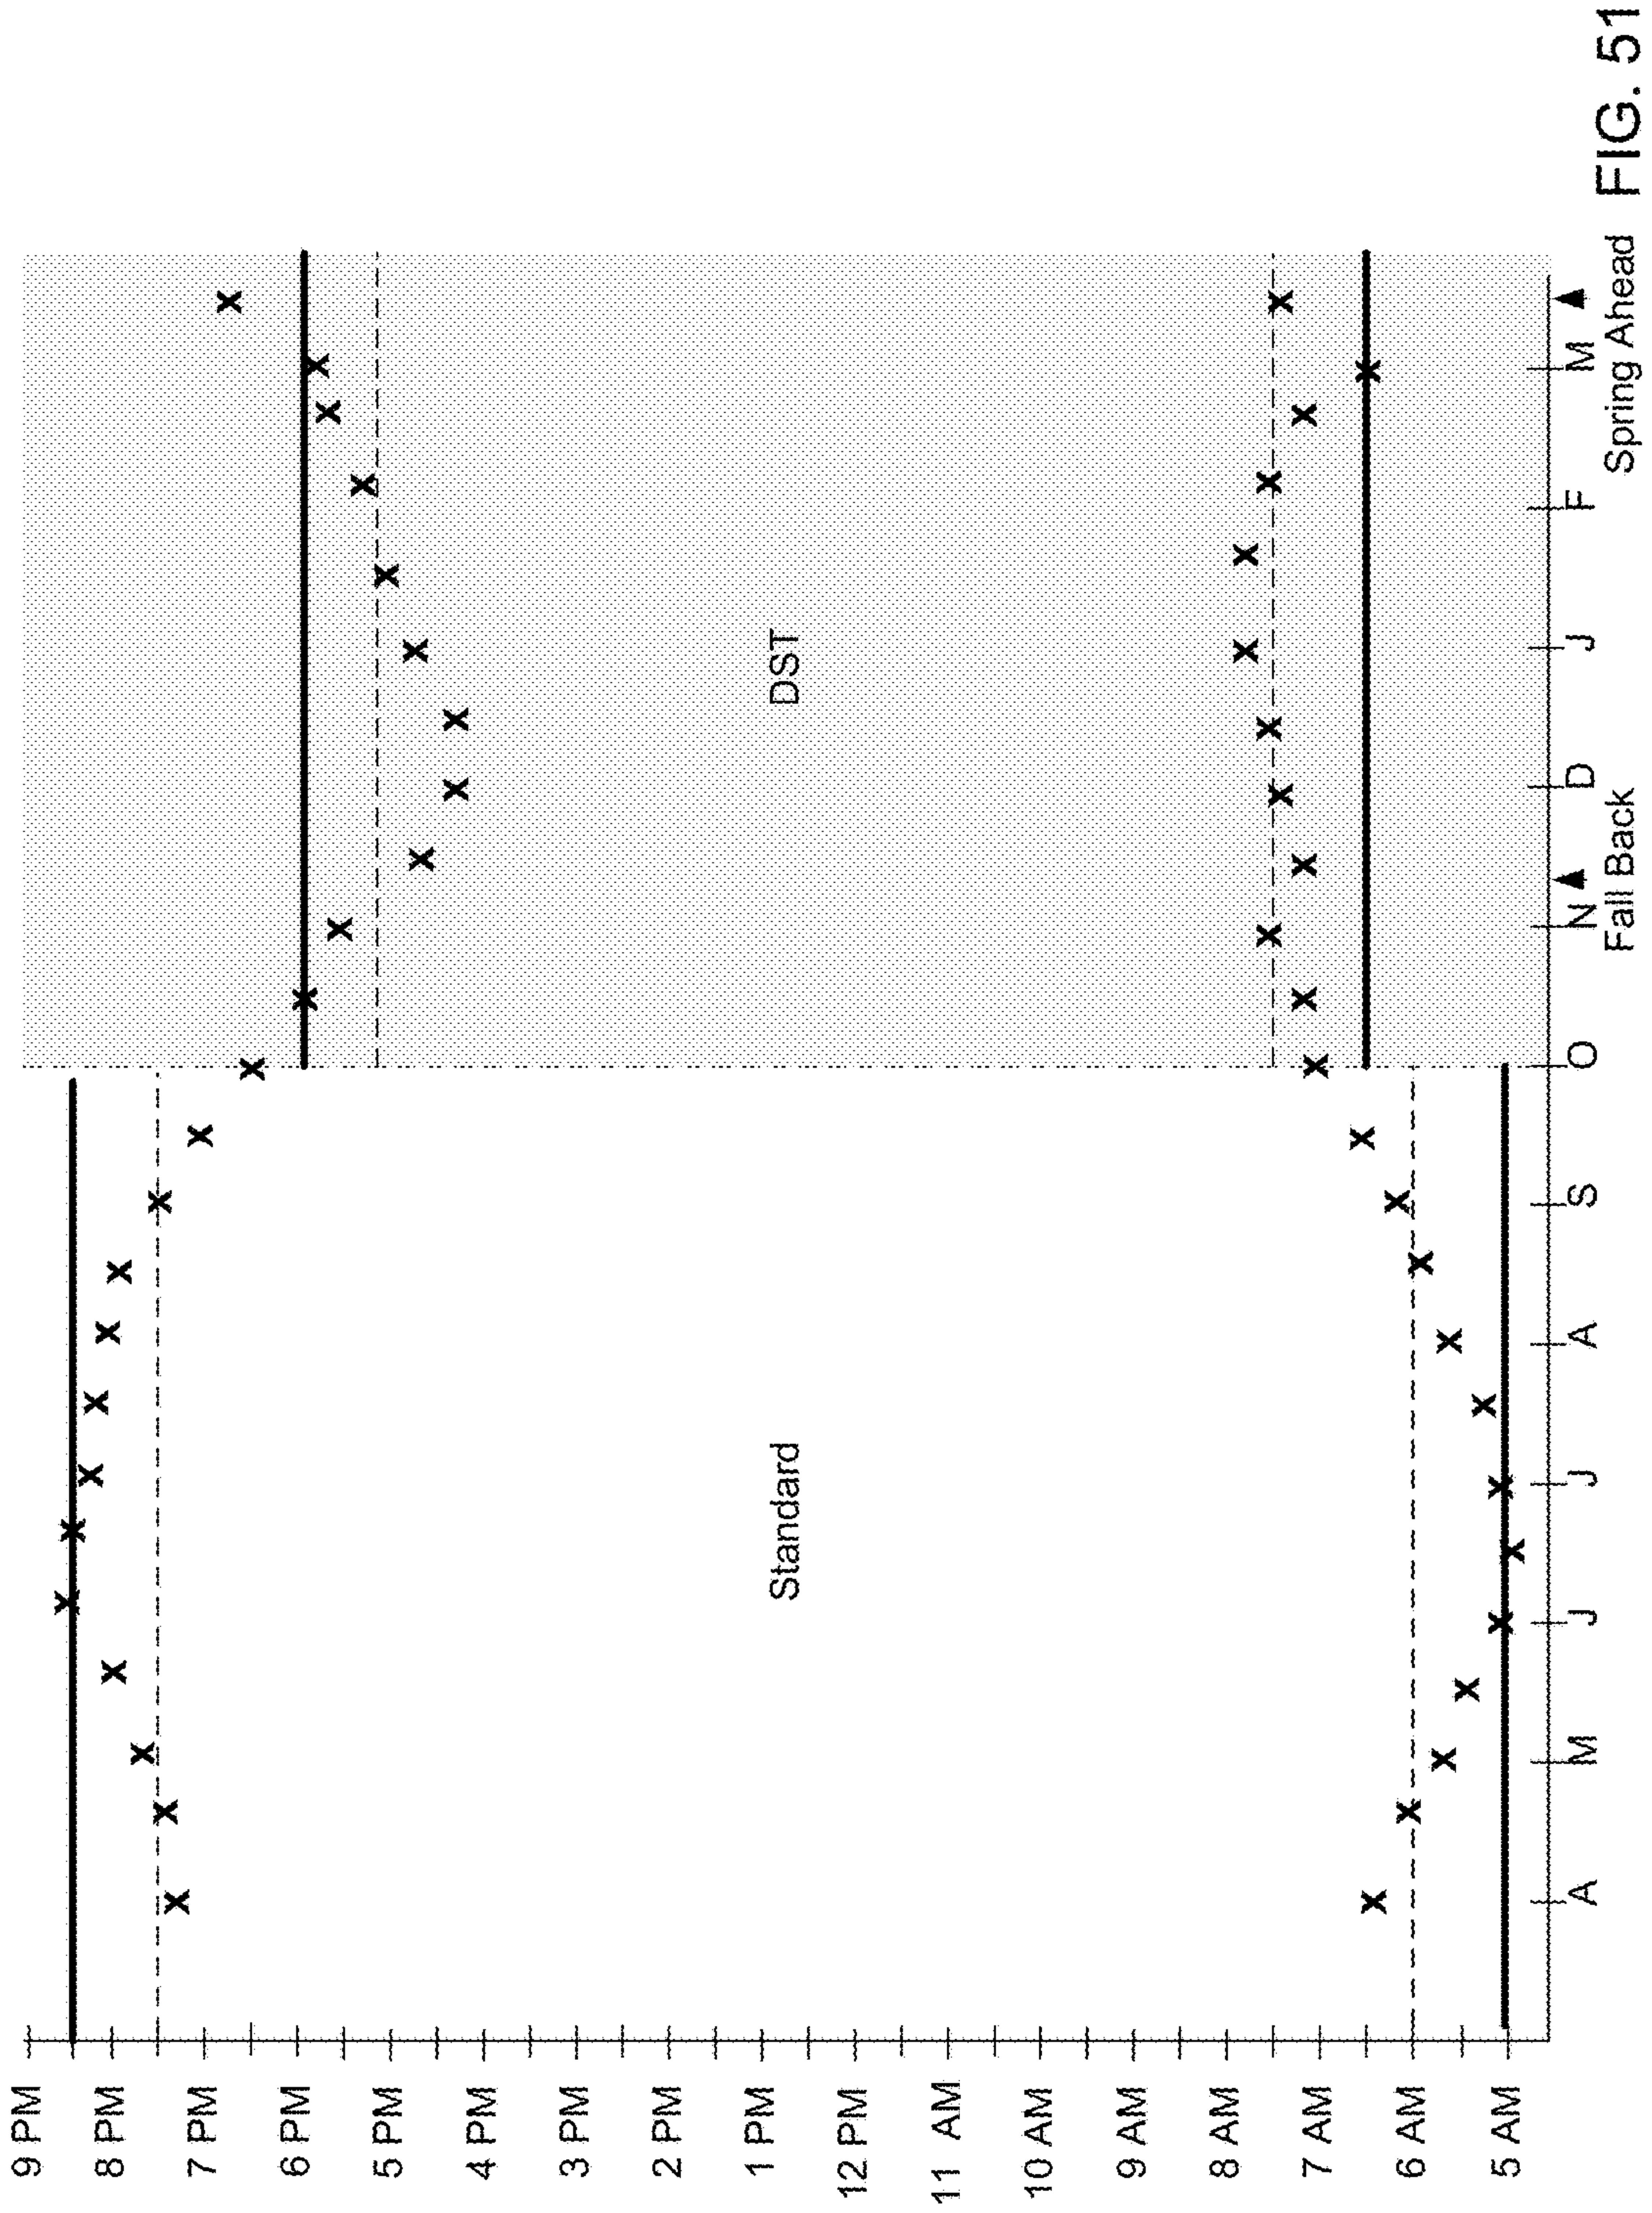 9 PM
8 PM
7 PM
6 PM
5 PM
4 PM
3 PM
2 PM
1 PM
12 PM
11 AM
10 AM
9 AM
8 AM
7 AM
6 AM
5 AM
Standard
DST
A M J J A S O N D J F M
Fall Back
Spring Ahead
FIG. 51